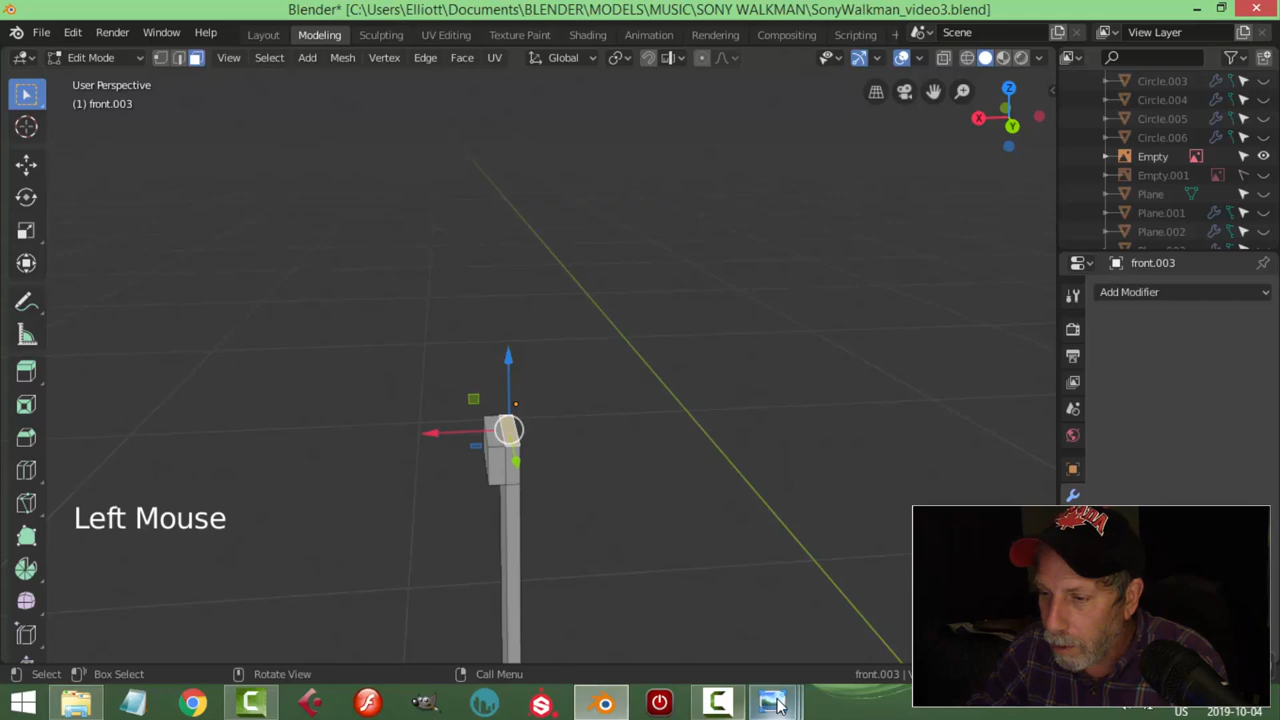 Blender* [C:\Users\Elliott\Documents\BLENDER\MODELS\MUSIC\SONY WALKMAN\SonyWalkman_video3.blend]
File Edit Render Window Help Layout Modeling Sculpting UV Editing Texture Paint Shading Animation Rendering Compositing Scripting + Scene View Layer
Edit Mode View Select Add Mesh Vertex Edge Face UV Global
User Perspective
(1) front.003
Z
X
Y
Circle.003
Circle.004
Circle.005
Circle.006
Empty
Empty.001
Plane
Plane.001
Plane.002
front.003
Add Modifier
Left Mouse
Select Box Select Rotate View Call Menu front.003 | V
US 2019-10-04